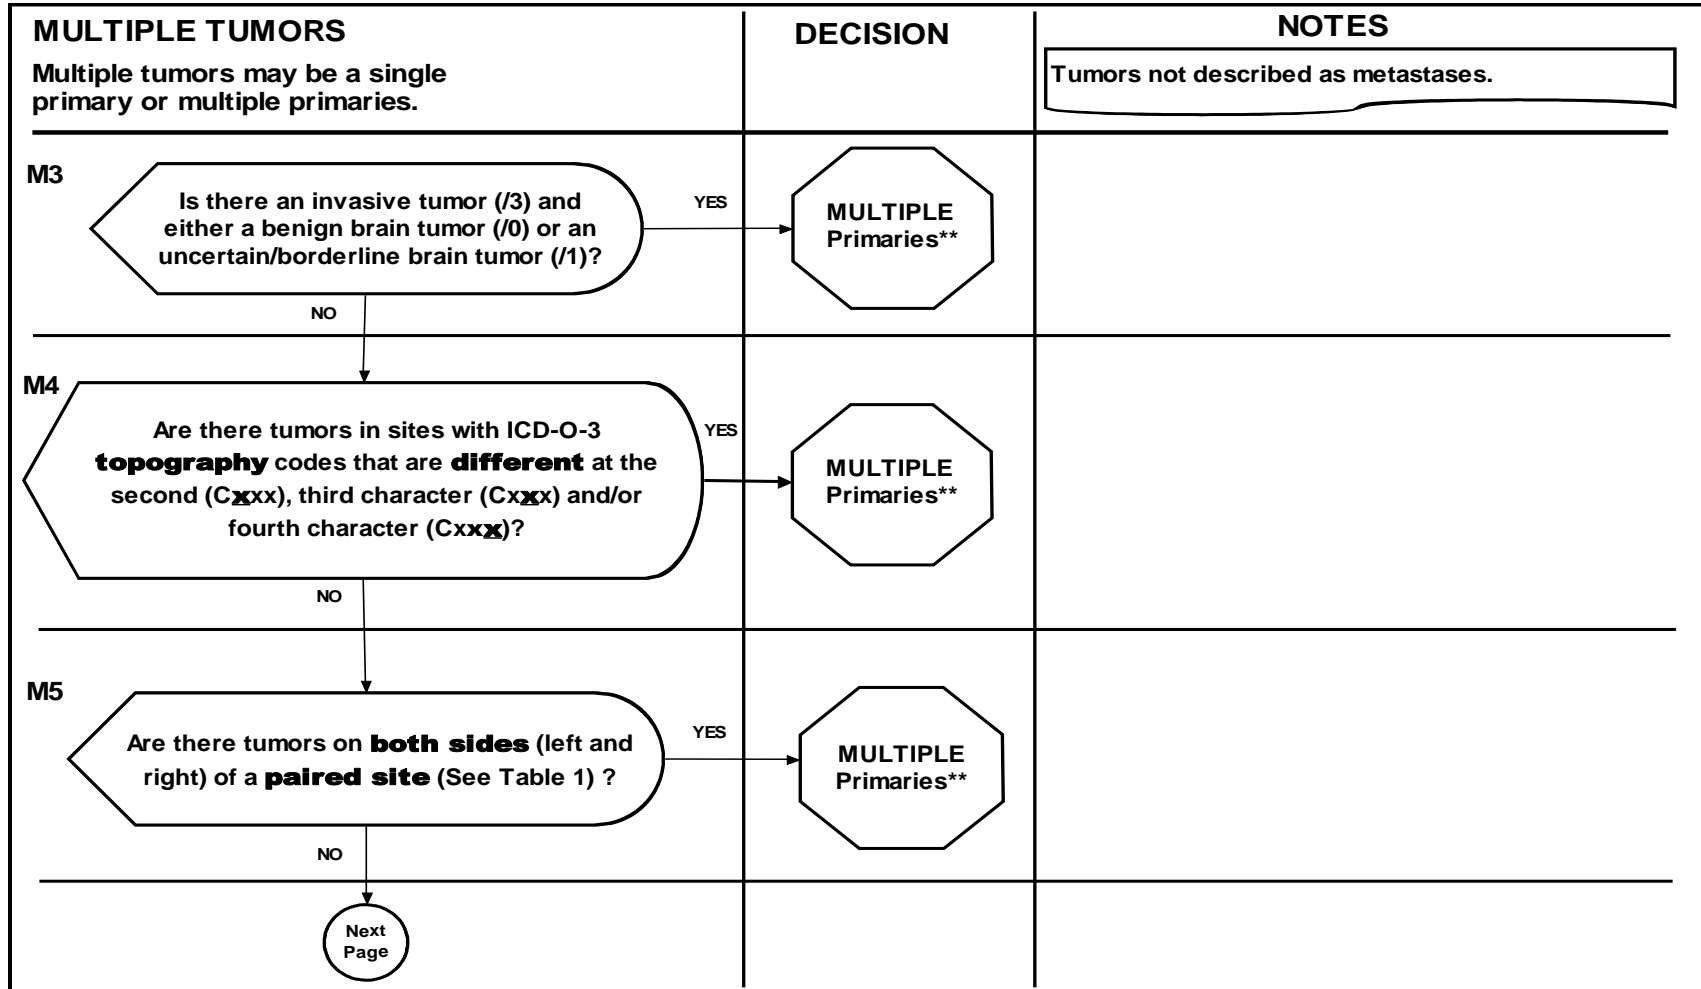 MULTIPLE TUMORS
Multiple tumors may be a single
primary or multiple primaries.
DECISION
NOTES
Tumors not described as metastases.
M3
Is there an invasive tumor (/3) and
either a benign brain tumor (/0) or an
uncertain/borderline brain tumor (/1)?
YES
MULTIPLE
Primaries**
NO
M4
Are there tumors in sites with ICD-O-3
topography codes that are different at the
second (Cxxx), third character (Cxxx) and/or
fourth character (Cxxx)?
YES
MULTIPLE
Primaries**
NO
M5
Are there tumors on both sides (left and
right) of a paired site (See Table 1) ?
YES
MULTIPLE
Primaries**
NO
Next
Page